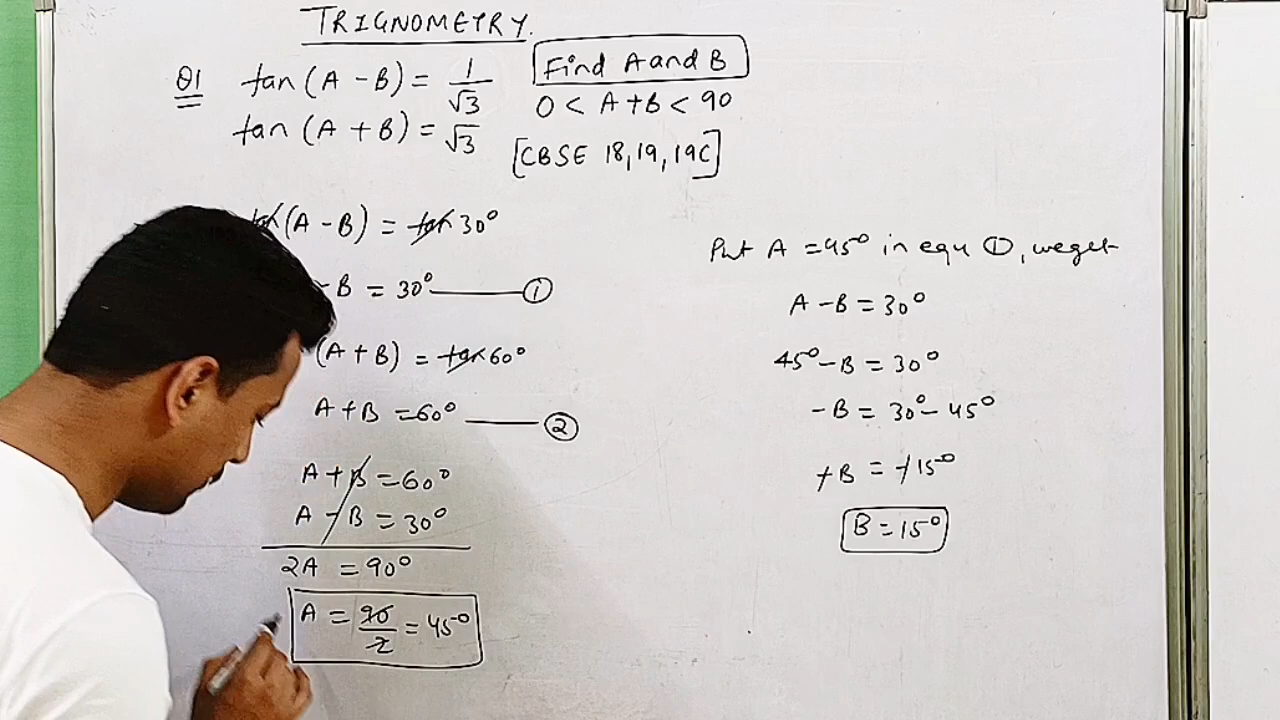 TRIGNOMETRY.
Q1 tan (A - B) = 1/√3 Find A and B
tan (A + B) = √3 0 < A + B < 90
[CBSE 18, 19, 19C]
(A - B) = tan 30°
- B = 30° ——— ①
(A + B) = tan 60°
A + B = 60° ——— ②
A + B = 60°
A - B = 30°
2A = 90°
A = 90/2 = 45°
Put A = 45° in equ ①, we get
A - B = 30°
45° - B = 30°
- B = 30° - 45°
+B = -15°
B = 15°